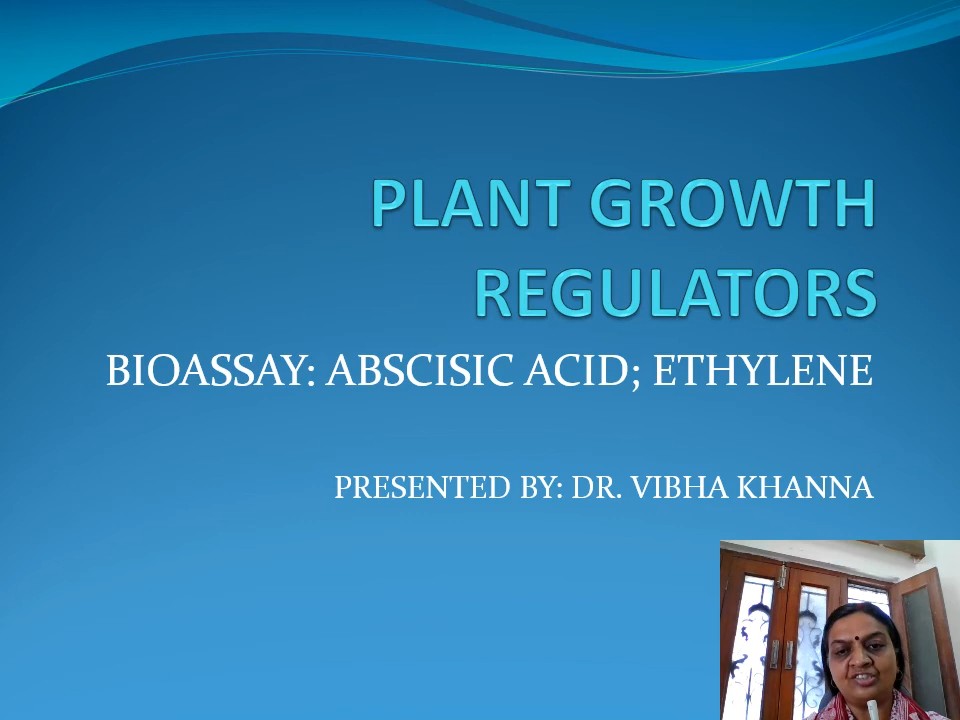 PLANT GROWTH
REGULATORS
BIOASSAY: ABSCISIC ACID; ETHYLENE
PRESENTED BY: DR. VIBHA KHANNA